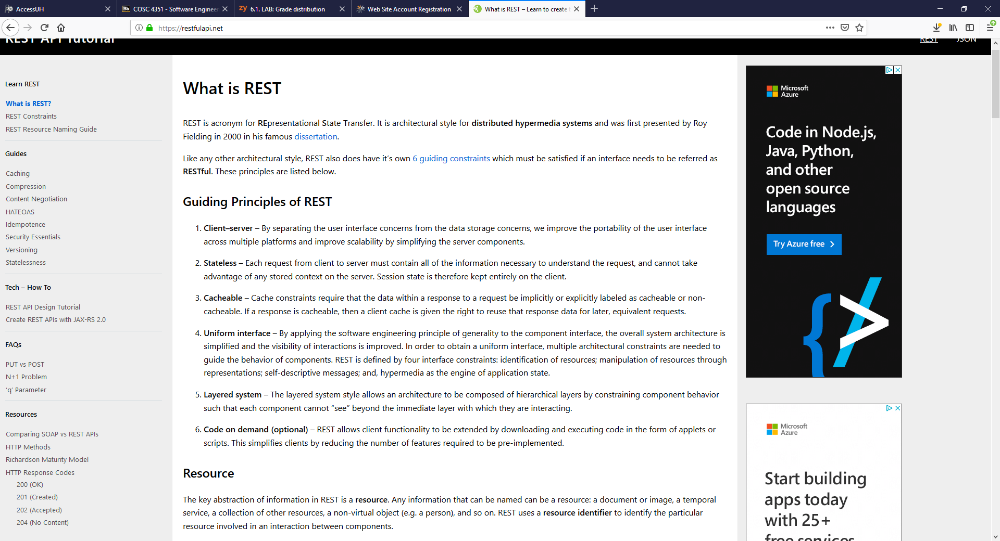 AccessUH
COSC 4351 - Software Engineer
6.1. LAB: Grade distribution
Web Site Account Registration
What is REST – Learn to create t
https://restfulapi.net
REST API Tutorial
REST
JSON
Learn REST
What is REST?
REST Constraints
REST Resource Naming Guide
Guides
Caching
Compression
Content Negotiation
HATEOAS
Idempotence
Security Essentials
Versioning
Statelessness
Tech – How To
REST API Design Tutorial
Create REST APIs with JAX-RS 2.0
FAQs
PUT vs POST
N+1 Problem
‘q’ Parameter
Resources
Comparing SOAP vs REST APIs
HTTP Methods
Richardson Maturity Model
HTTP Response Codes
200 (OK)
201 (Created)
202 (Accepted)
204 (No Content)
What is REST
REST is acronym for REpresentational State Transfer. It is architectural style for distributed hypermedia systems and was first presented by Roy
Fielding in 2000 in his famous dissertation.
Like any other architectural style, REST also does have it’s own 6 guiding constraints which must be satisfied if an interface needs to be referred as
RESTful. These principles are listed below.
Guiding Principles of REST
1. Client–server – By separating the user interface concerns from the data storage concerns, we improve the portability of the user interface
across multiple platforms and improve scalability by simplifying the server components.
2. Stateless – Each request from client to server must contain all of the information necessary to understand the request, and cannot take
advantage of any stored context on the server. Session state is therefore kept entirely on the client.
3. Cacheable – Cache constraints require that the data within a response to a request be implicitly or explicitly labeled as cacheable or non-
cacheable. If a response is cacheable, then a client cache is given the right to reuse that response data for later, equivalent requests.
4. Uniform interface – By applying the software engineering principle of generality to the component interface, the overall system architecture is
simplified and the visibility of interactions is improved. In order to obtain a uniform interface, multiple architectural constraints are needed to
guide the behavior of components. REST is defined by four interface constraints: identification of resources; manipulation of resources through
representations; self-descriptive messages; and, hypermedia as the engine of application state.
5. Layered system – The layered system style allows an architecture to be composed of hierarchical layers by constraining component behavior
such that each component cannot “see” beyond the immediate layer with which they are interacting.
6. Code on demand (optional) – REST allows client functionality to be extended by downloading and executing code in the form of applets or
scripts. This simplifies clients by reducing the number of features required to be pre-implemented.
Resource
The key abstraction of information in REST is a resource. Any information that can be named can be a resource: a document or image, a temporal
service, a collection of other resources, a non-virtual object (e.g. a person), and so on. REST uses a resource identifier to identify the particular
resource involved in an interaction between components.
Microsoft
Azure
Code in Node.js,
Java, Python,
and other
open source
languages
Try Azure free
Microsoft
Azure
Start building
apps today
with 25+
free services